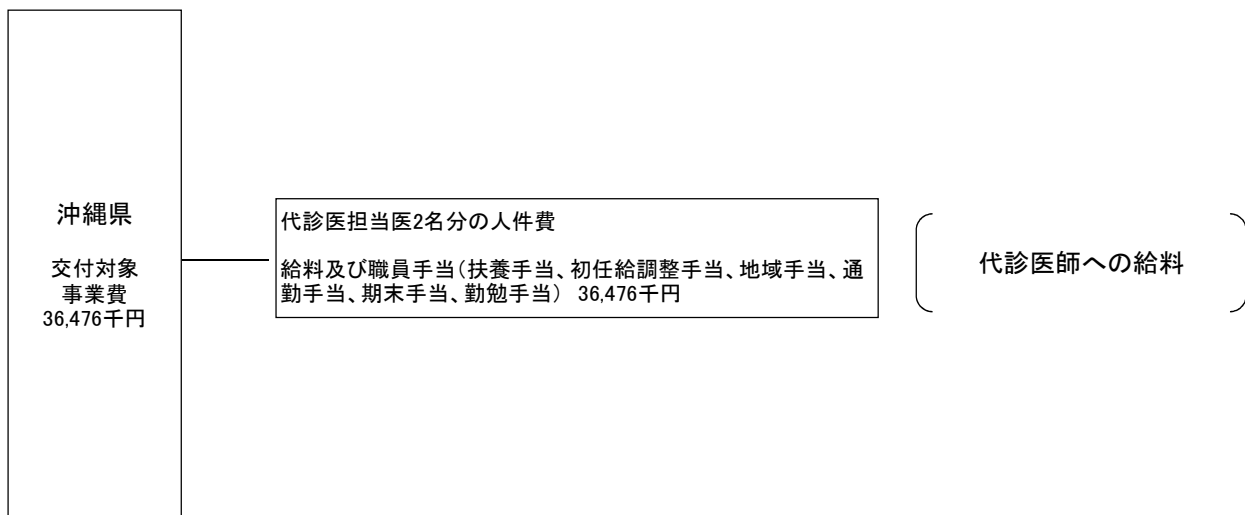 沖縄県
交付対象
事業費
36,476千円
代診医担当医2名分の人件費
給料及び職員手当(扶養手当、初任給調整手当、地域手当、通
勤手当、期末手当、勤勉手当) 36,476千円
代診医師への給料